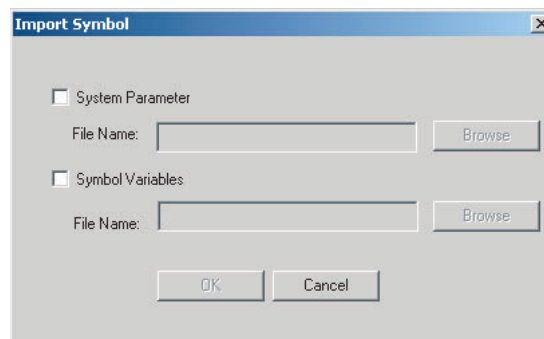 Import Symbol
System Parameter
File Name:
Browse
Symbol Variables
File Name:
Browse
OK
Cancel